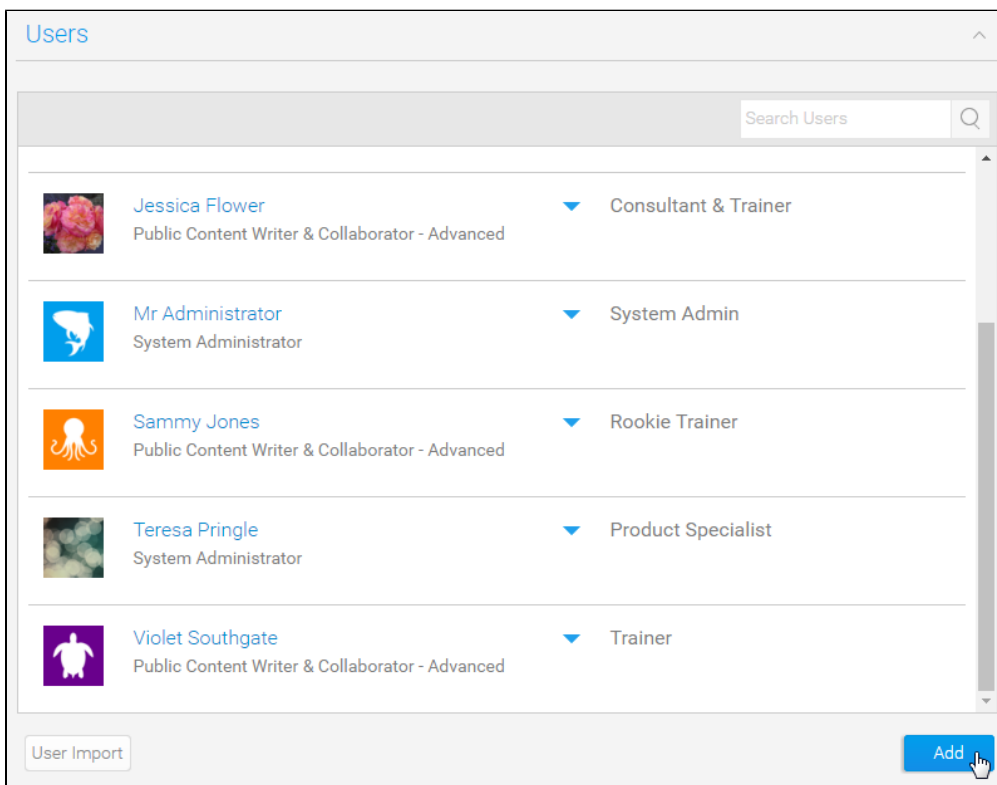 Users
Search Users
Jessica Flower
Consultant & Trainer
Public Content Writer & Collaborator - Advanced
Mr Administrator
System Admin
System Administrator
Sammy Jones
Rookie Trainer
Public Content Writer & Collaborator - Advanced
Teresa Pringle
Product Specialist
System Administrator
Violet Southgate
Trainer
Public Content Writer & Collaborator - Advanced
User Import
Add